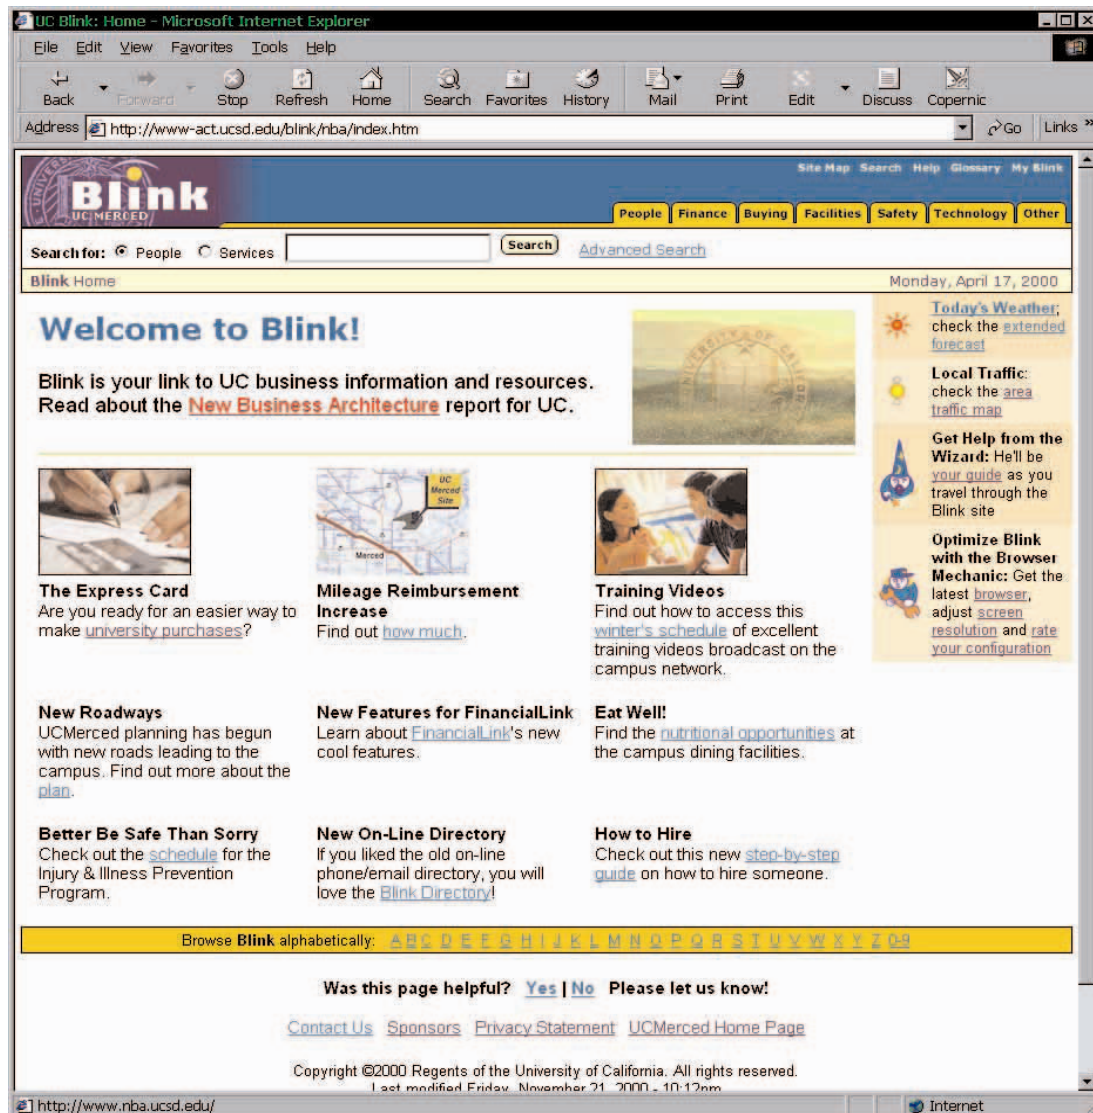 UC Blink: Home - Microsoft Internet Explorer
File Edit View Favorites Tools Help
Back Forward Stop Refresh Home Search Favorites History Mail Print Edit Discuss Copernic
Address http://www-act.ucsd.edu/blink/nba/index.htm Go Links »
Site Map Search Help Glossary My Blink
Blink
UC MERCED
People Finance Buying Facilities Safety Technology Other
Search for: People Services Search Advanced Search
Blink Home Monday, April 17, 2000
Welcome to Blink!
Blink is your link to UC business information and resources.
Read about the New Business Architecture report for UC.
Today's Weather;
check the extended
forecast
Local Traffic:
check the area
traffic map
Get Help from the
Wizard: He'll be
your guide as you
travel through the
Blink site
Optimize Blink
with the Browser
Mechanic: Get the
latest browser,
adjust screen
resolution and rate
your configuration
UC
Merced
Site
Merced
The Express Card
Are you ready for an easier way to
make university purchases?
Mileage Reimbursement
Increase
Find out how much.
Training Videos
Find out how to access this
winter's schedule of excellent
training videos broadcast on the
campus network.
New Roadways
UCMerced planning has begun
with new roads leading to the
campus. Find out more about the
plan.
New Features for FinancialLink
Learn about FinancialLink's new
cool features.
Eat Well!
Find the nutritional opportunities at
the campus dining facilities.
Better Be Safe Than Sorry
Check out the schedule for the
Injury & Illness Prevention
Program.
New On-Line Directory
If you liked the old on-line
phone/email directory, you will
love the Blink Directory!
How to Hire
Check out this new step-by-step
guide on how to hire someone.
Browse Blink alphabetically: A B C D E F G H I J K L M N O P Q R S T U V W X Y Z 0-9
Was this page helpful? Yes | No Please let us know!
Contact Us Sponsors Privacy Statement UCMerced Home Page
Copyright ©2000 Regents of the University of California. All rights reserved.
Last modified Friday, November 21, 2000 - 10:12pm
http://www.nba.ucsd.edu/ Internet